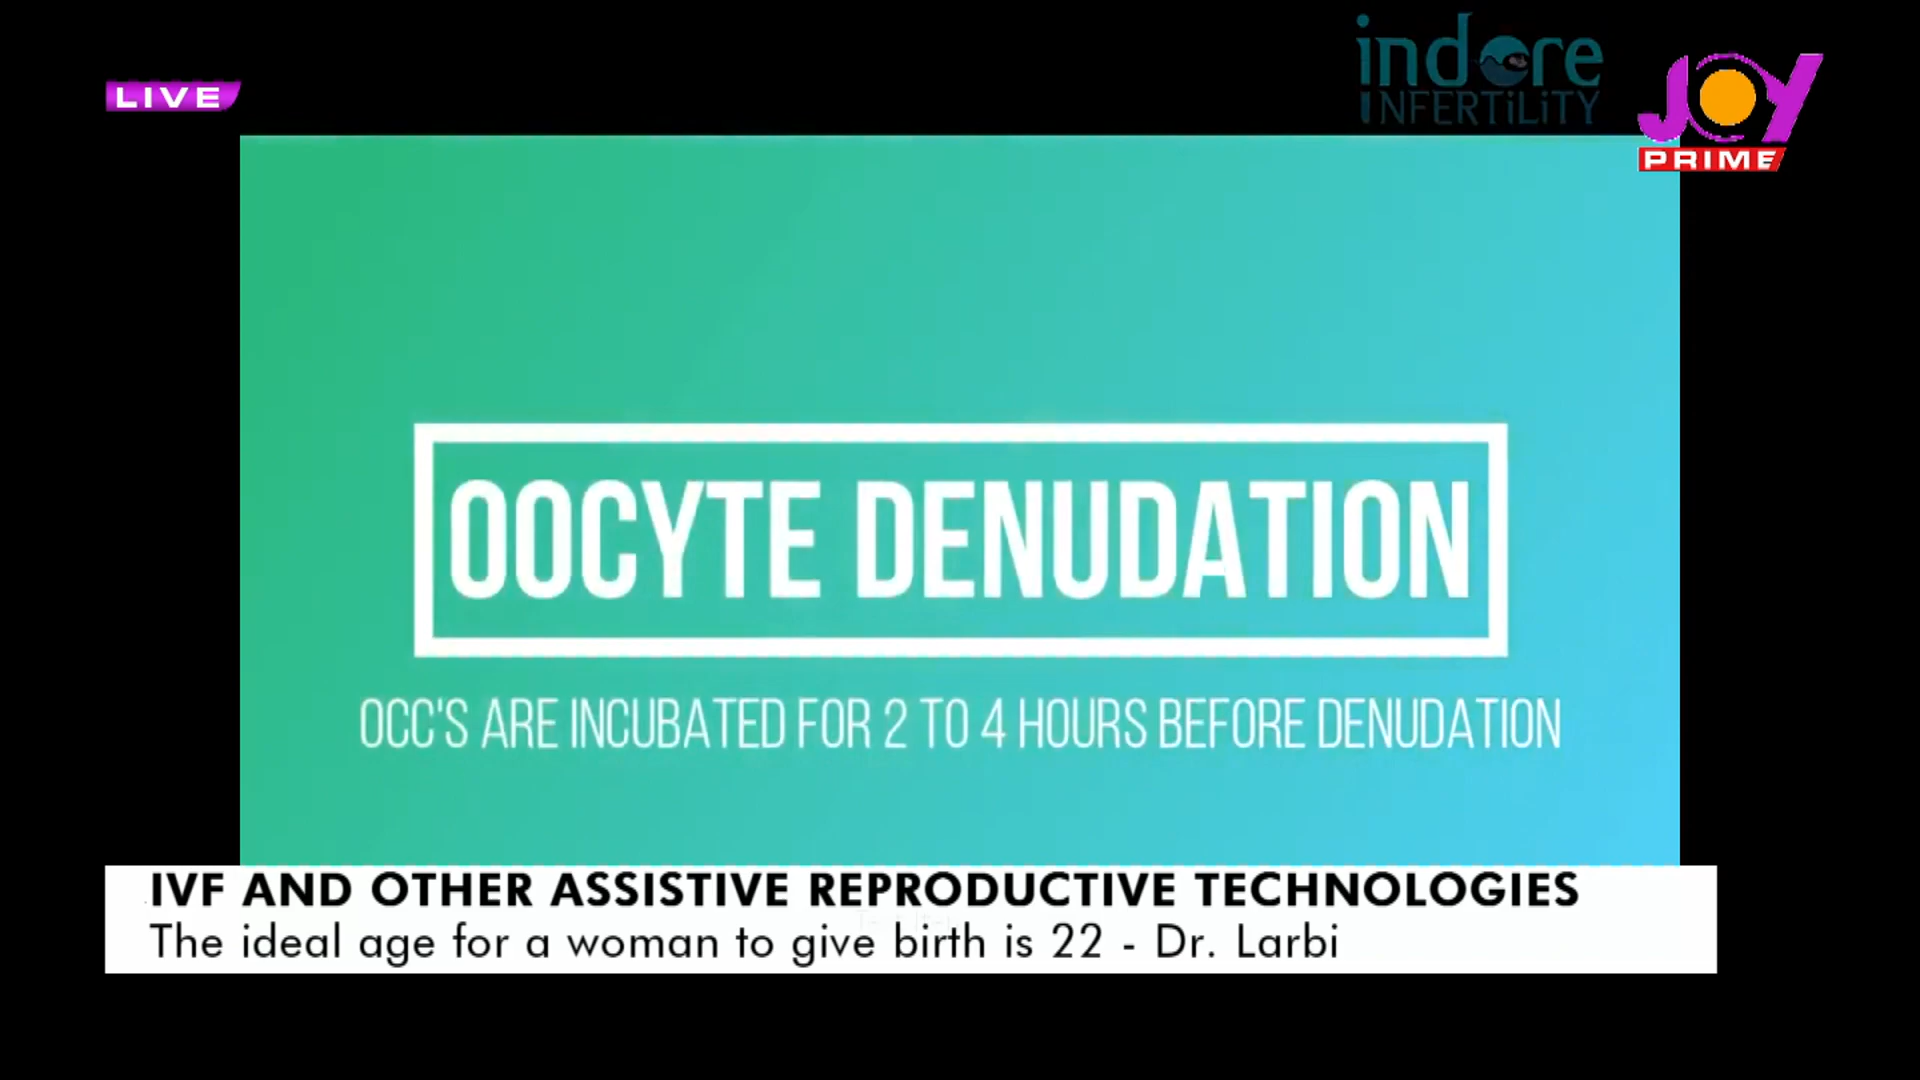 indore
INFERTILITY
LIVE
JOY
PRIME
OOCYTE DENUDATION
OCC'S ARE INCUBATED FOR 2 TO 4 HOURS BEFORE DENUDATION
IVF AND OTHER ASSISTIVE REPRODUCTIVE TECHNOLOGIES
The ideal age for a woman to give birth is 22 - Dr. Larbi